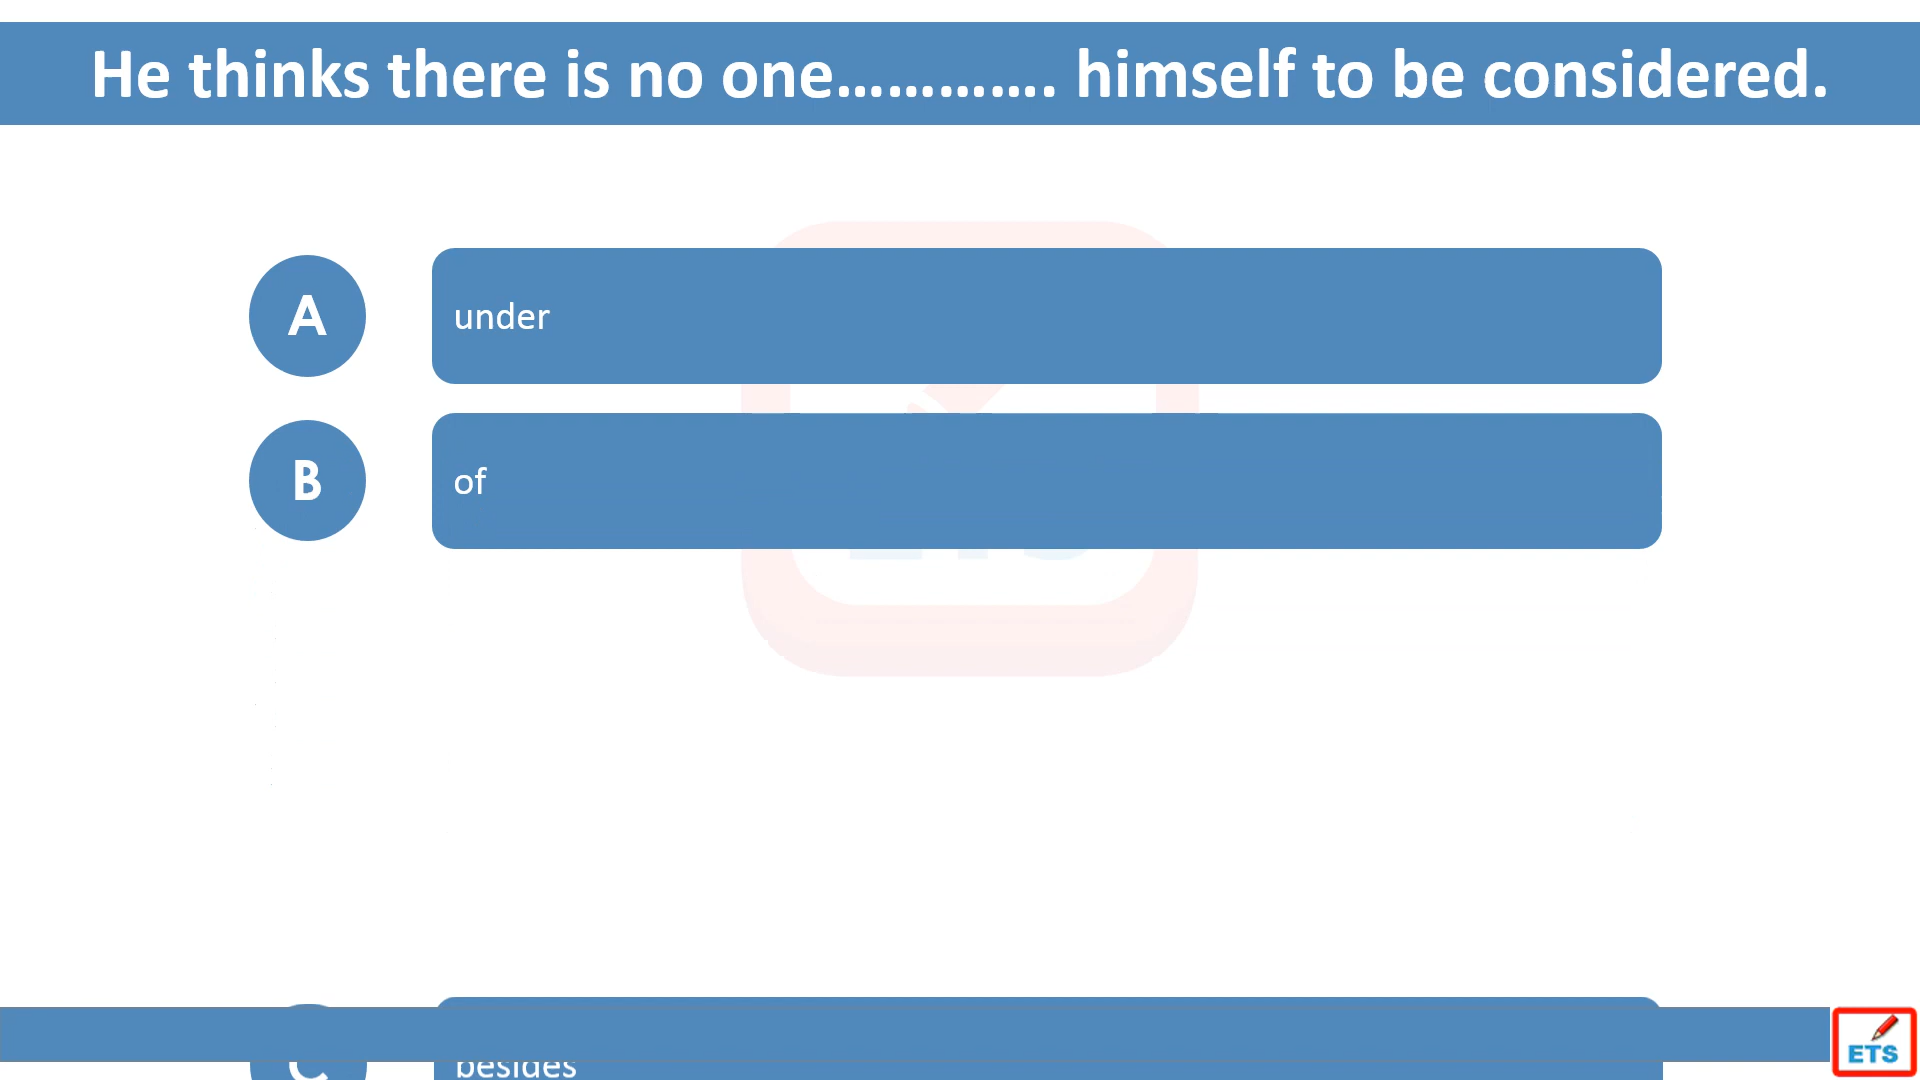 He thinks there is no one............. himself to be considered.
A
under
B
of
C
besides
ETS